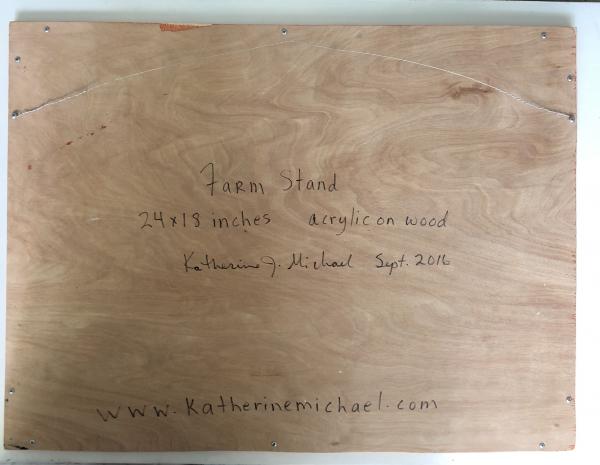 Farm Stand
24x18 inches acrylic on wood
Katherine J. Michael Sept. 2016
www.Katherinemichael.com